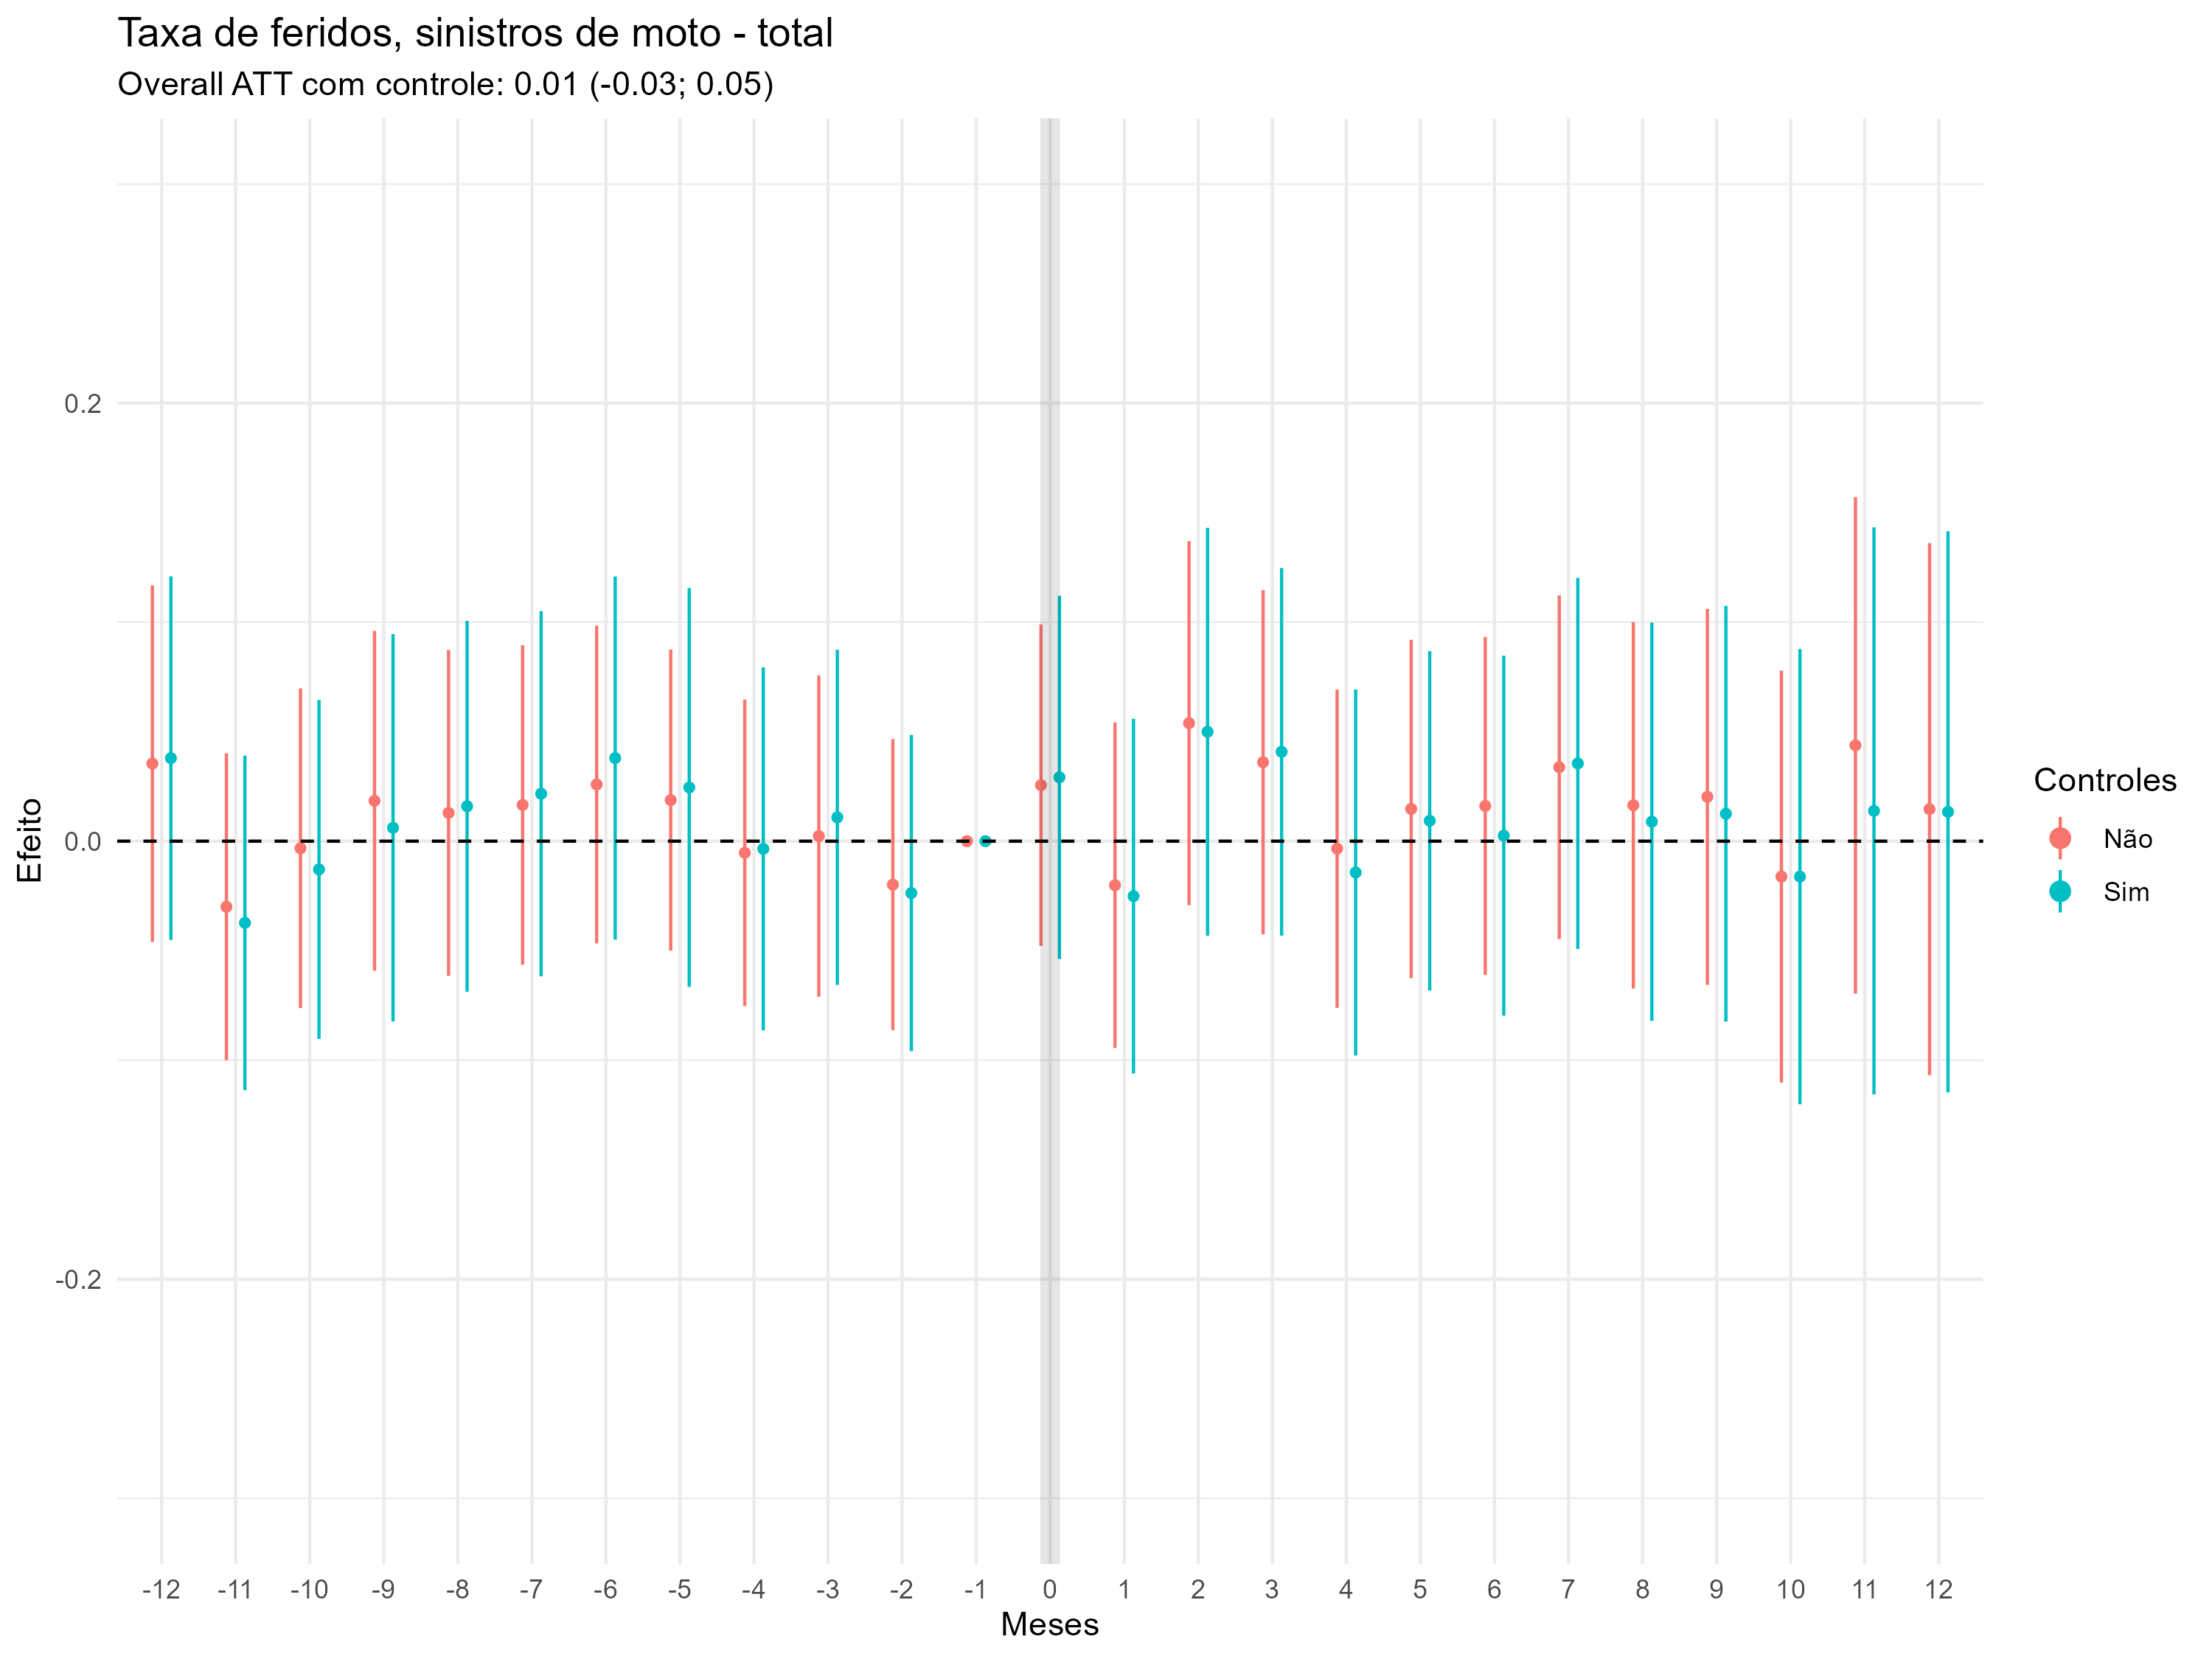 Taxa de feridos, sinistros de moto - total
Overall ATT com controle: 0.01 (-0.03; 0.05)
Efeito
0.2
0.0
-0.2
-12 -11 -10 -9 -8 -7 -6 -5 -4 -3 -2 -1 0 1 2 3 4 5 6 7 8 9 10 11 12
Meses
Controles
Não
Sim